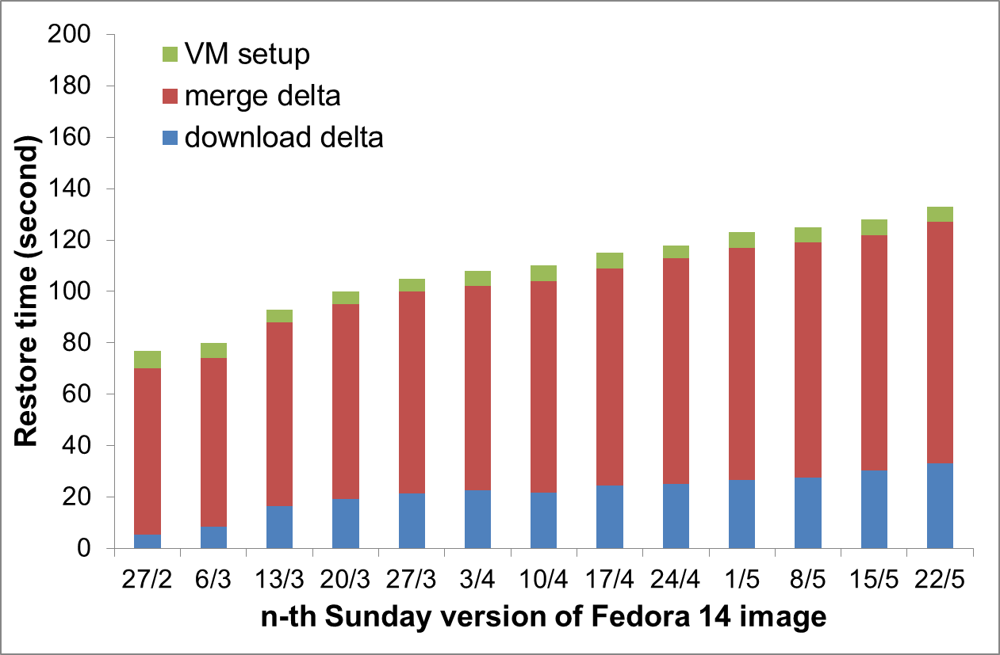 200
180
160
140
120
100
80
60
40
20
0
Restore time (second)
VM setup
merge delta
download delta
27/2 6/3 13/3 20/3 27/3 3/4 10/4 17/4 24/4 1/5 8/5 15/5 22/5
n-th Sunday version of Fedora 14 image